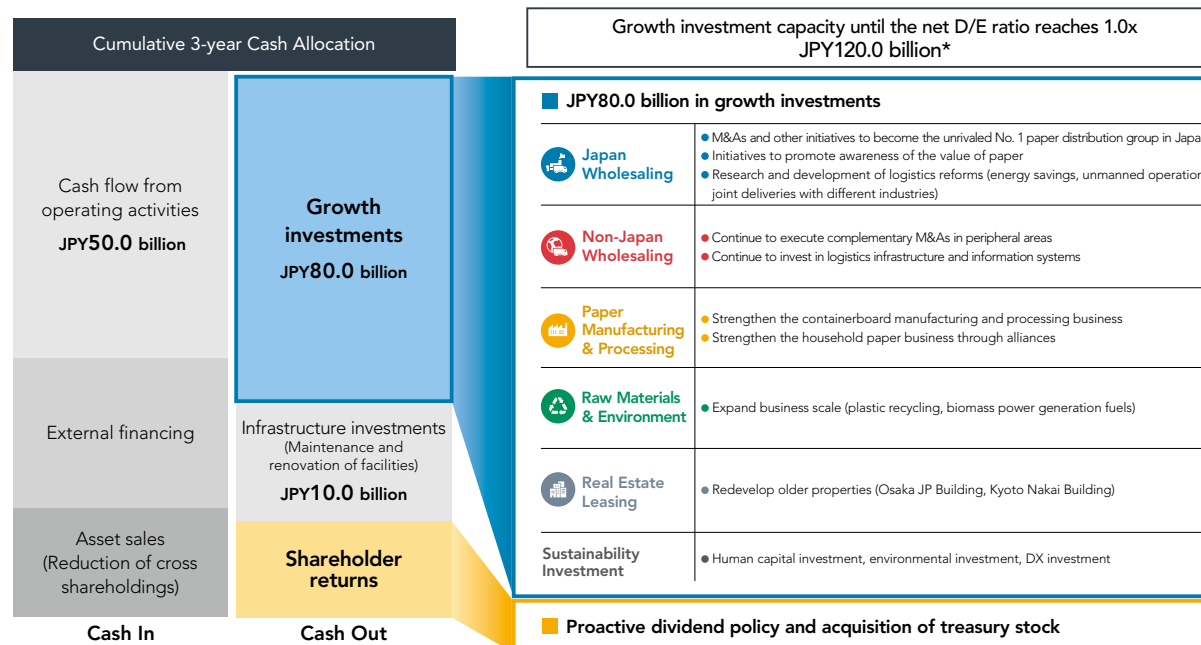 Cumulative 3-year Cash Allocation
Cash flow from
operating activities
JPY50.0 billion
External financing
Asset sales
(Reduction of cross
shareholdings)
Cash In
Growth
investments
JPY80.0 billion
Infrastructure investments
(Maintenance and
renovation of facilities)
JPY10.0 billion
Shareholder
returns
Cash Out
Growth investment capacity until the net D/E ratio reaches 1.0x
JPY120.0 billion*
JPY80.0 billion in growth investments
Japan
Wholesaling
M&As and other initiatives to become the unrivaled No. 1 paper distribution group in Japa
Initiatives to promote awareness of the value of paper
Research and development of logistics reforms (energy savings, unmanned operation
joint deliveries with different industries)
Non-Japan
Wholesaling
Continue to execute complementary M&As in peripheral areas
Continue to invest in logistics infrastructure and information systems
Paper
Manufacturing
& Processing
Strengthen the containerboard manufacturing and processing business
Strengthen the household paper business through alliances
Raw Materials
& Environment
Expand business scale (plastic recycling, biomass power generation fuels)
Real Estate
Leasing
Redevelop older properties (Osaka JP Building, Kyoto Nakai Building)
Sustainability
Investment
Human capital investment, environmental investment, DX investment
Proactive dividend policy and acquisition of treasury stock